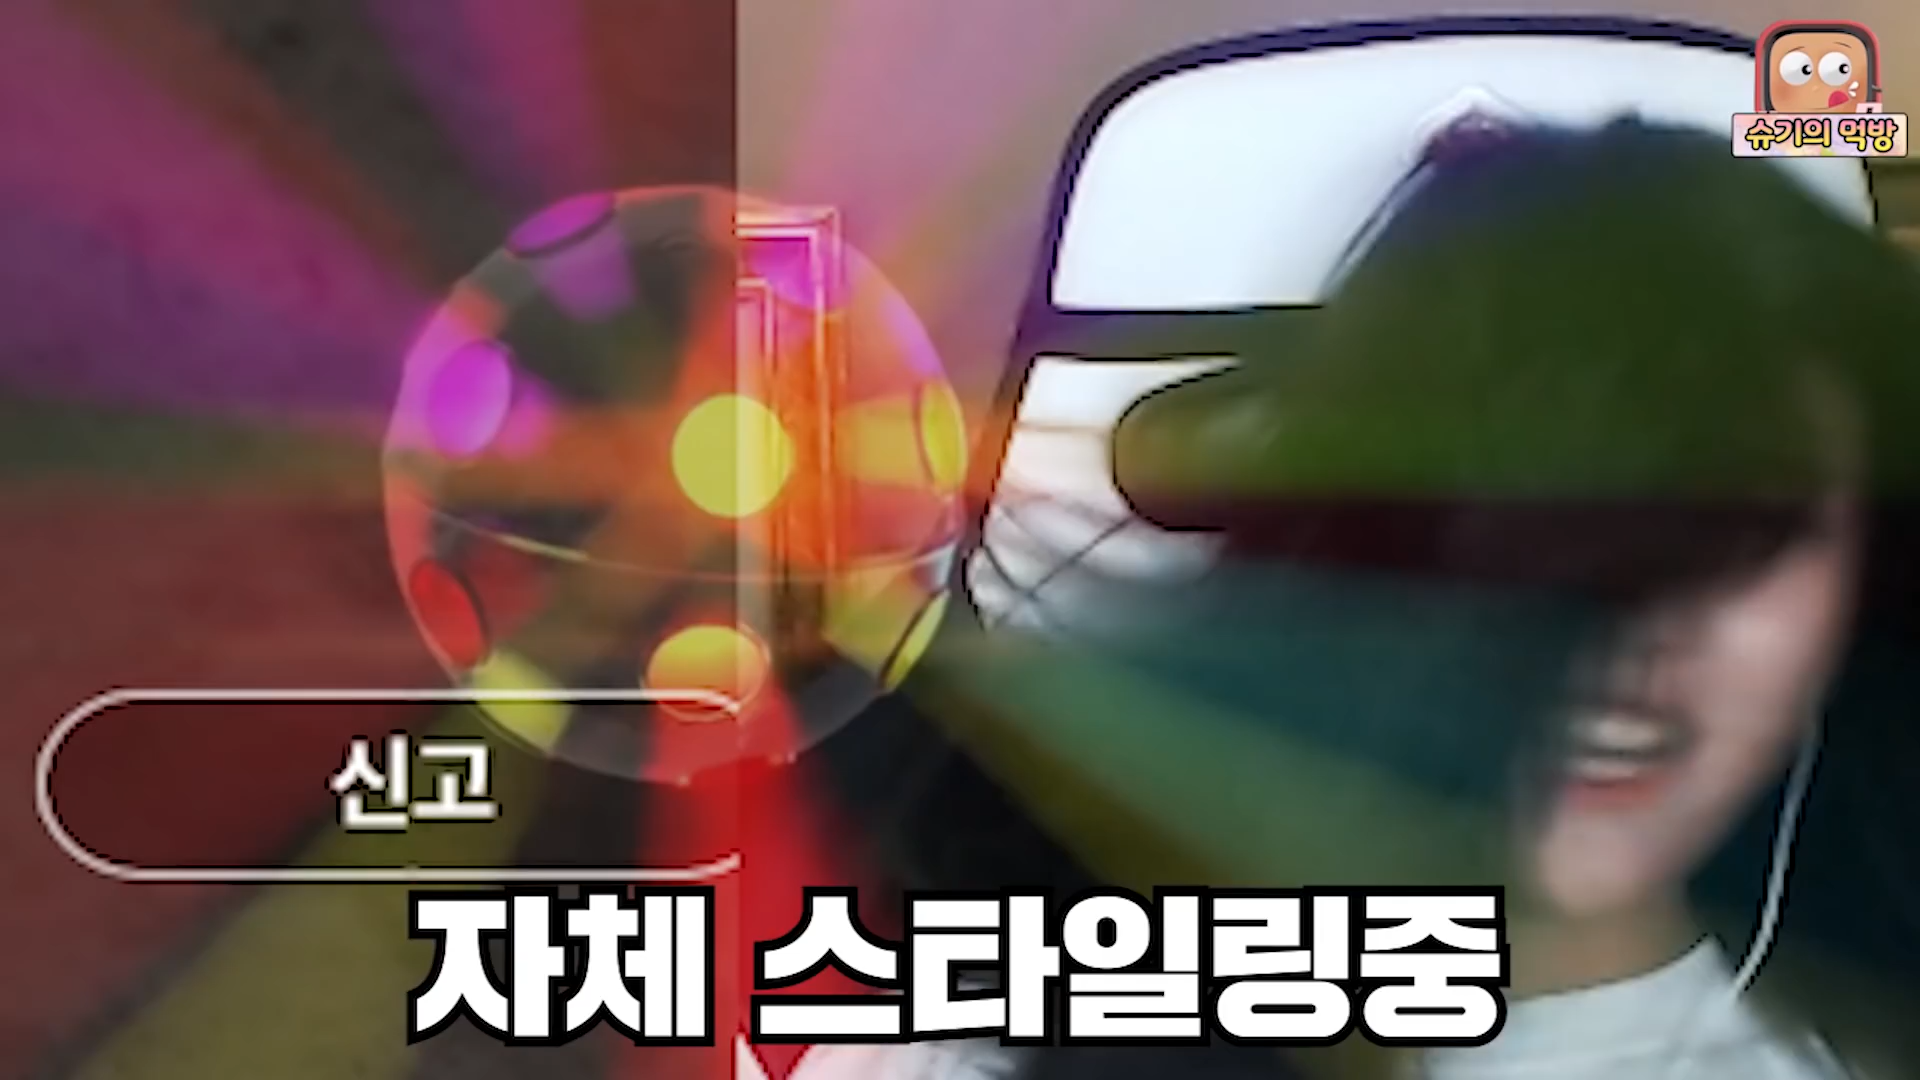 슈기의 먹방
신고
자체 스타일링중